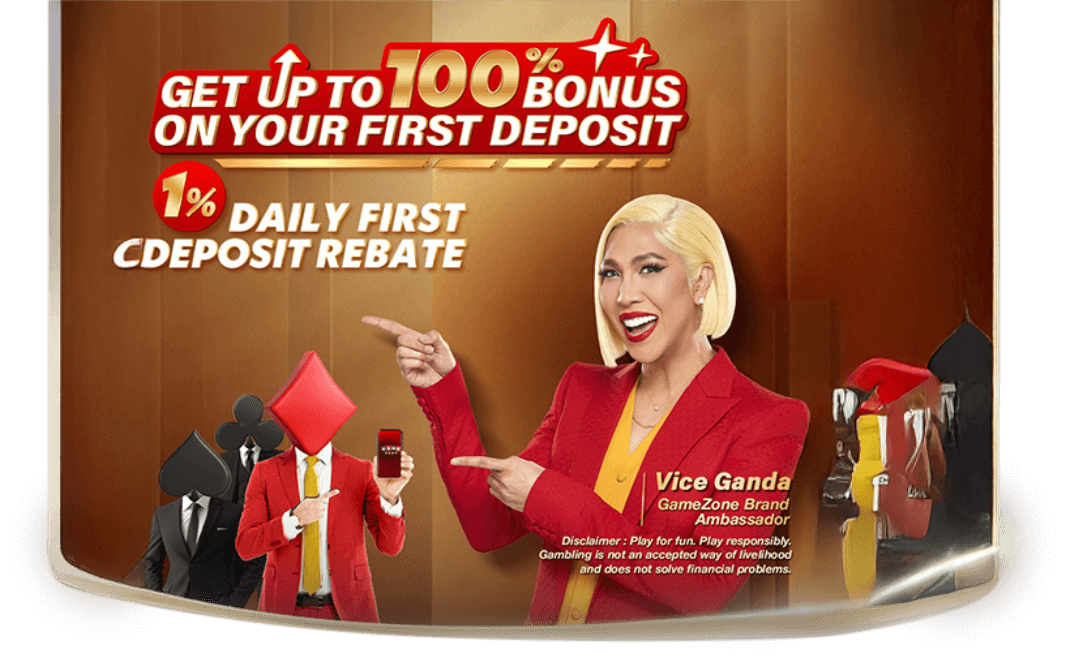 GET UP TO 100% BONUS
ON YOUR FIRST DEPOSIT
1% DAILY FIRST
CDEPOSIT REBATE
Vice Ganda
GameZone Brand
Ambassador
Disclaimer : Play for fun. Play responsibly.
Gambling is not an accepted way of livelihood
and does not solve financial problems.